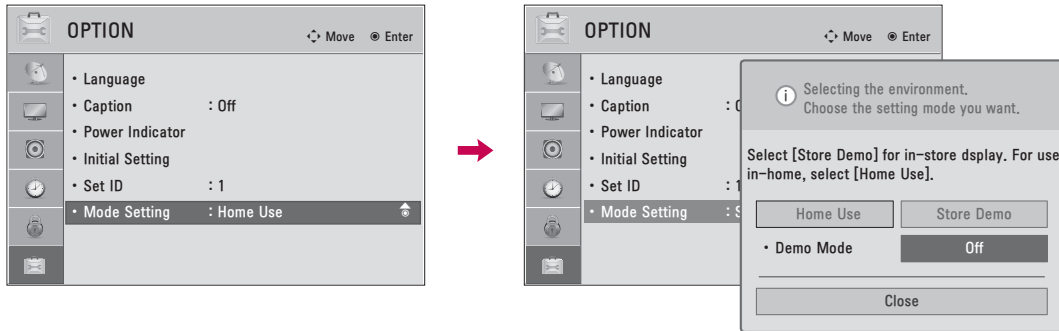 OPTION
Move Enter
• Language
• Caption : Off
• Power Indicator
• Initial Setting
• Set ID : 1
• Mode Setting : Home Use
OPTION
Move Enter
• Language
• Caption :
• Power Indicator
• Initial Setting
• Set ID : 1
• Mode Setting : S
i
Selecting the environment.
Choose the setting mode you want.
Select [Store Demo] for in-store dsplay. For use
in-home, select [Home Use].
Home Use Store Demo
• Demo Mode Off
Close